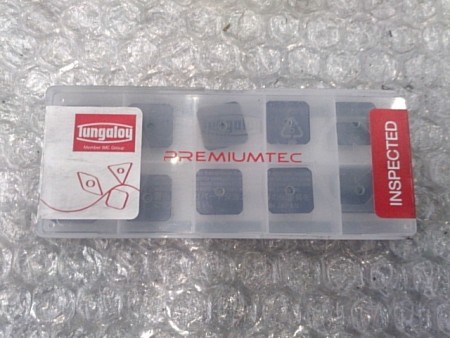 Tungaloy
Member IMC Group
PREMIUMTEC
INSPECTED